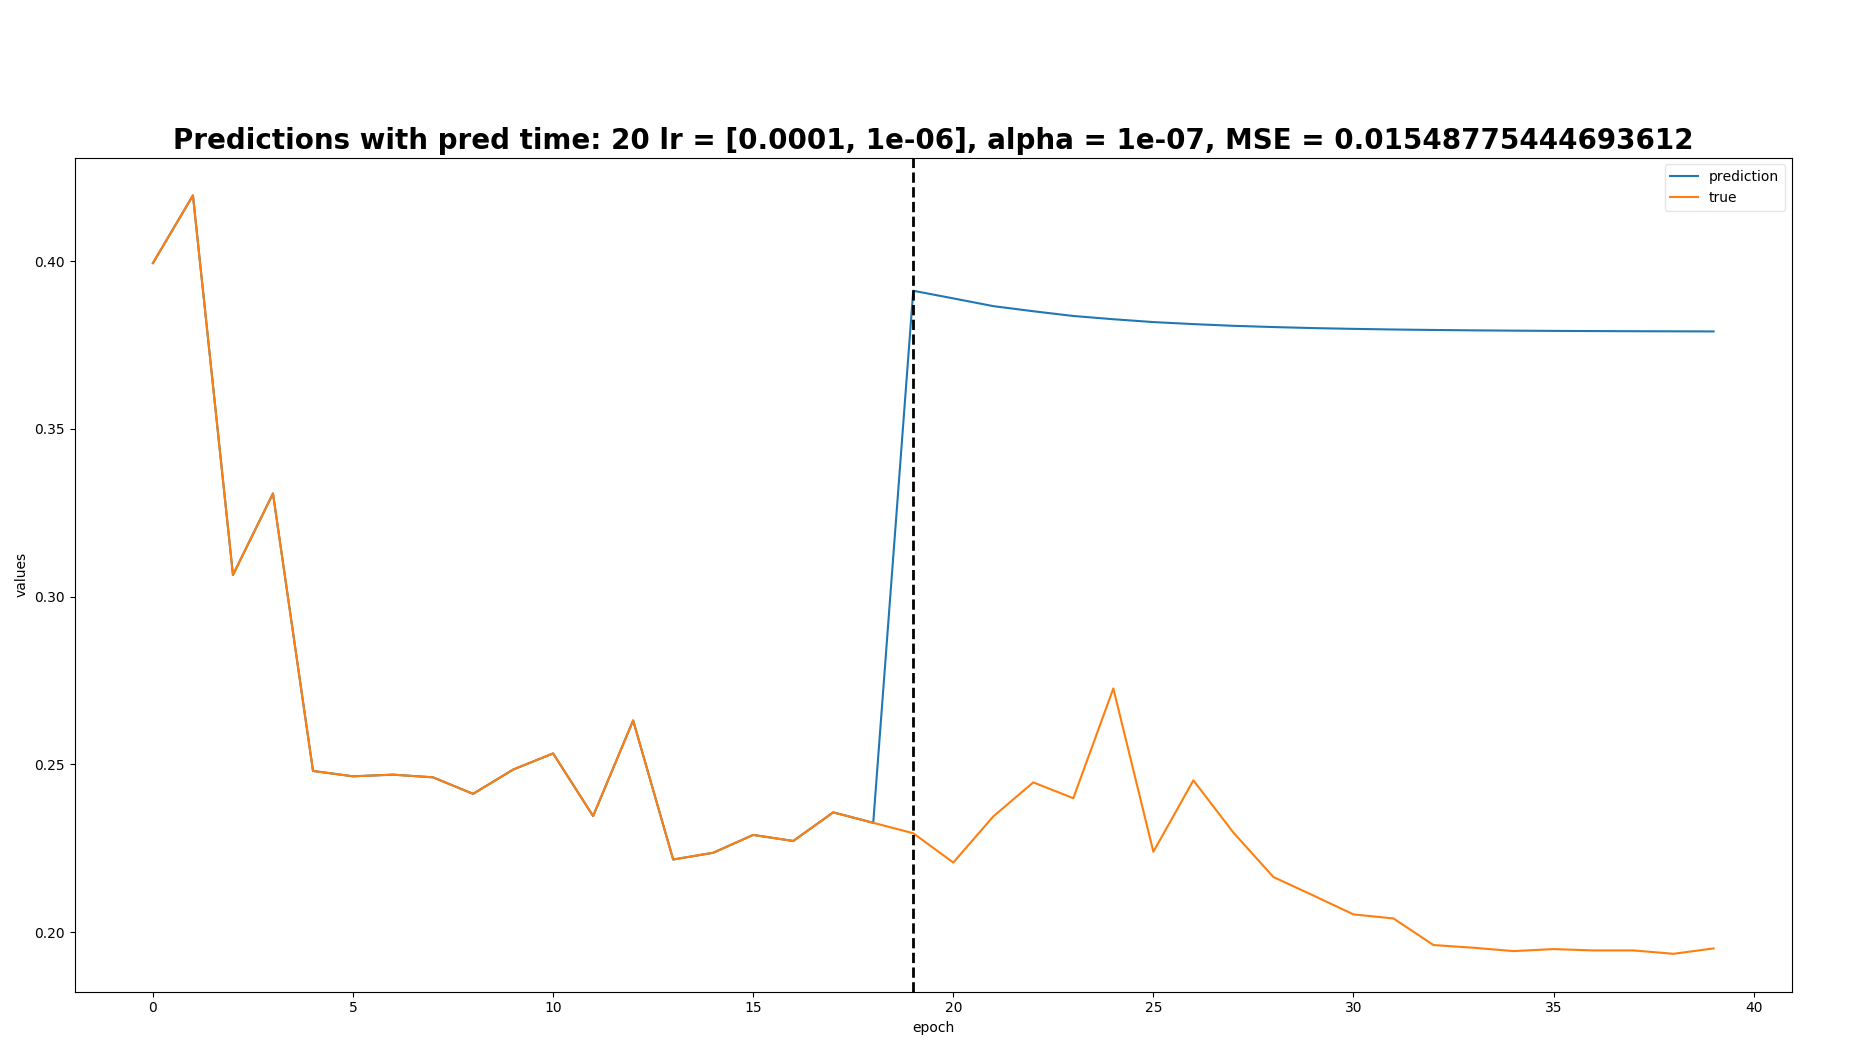 Predictions with pred time: 20 lr = [0.0001, 1e-06], alpha = 1e-07, MSE = 0.01548775444693612
prediction
true
0.40
0.35
0.30
0.25
0.20
values
0 5 10 15 20 25 30 35 40
epoch